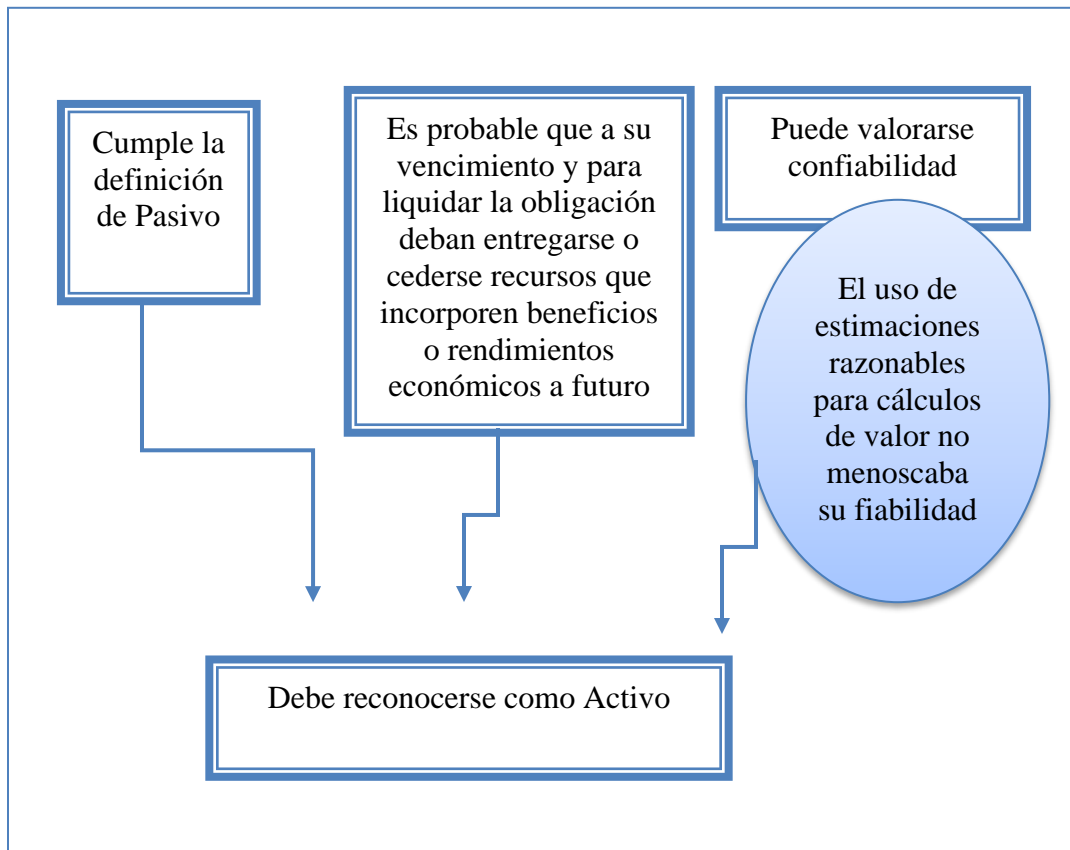 Cumple la
definición
de Pasivo
Es probable que a su
vencimiento y para
liquidar la obligación
deban entregarse o
cederse recursos que
incorporen beneficios
o rendimientos
económicos a futuro
Puede valorarse
confiabilidad
El uso de
estimaciones
razonables
para cálculos
de valor no
menoscaba
su fiabilidad
Debe reconocerse como Activo